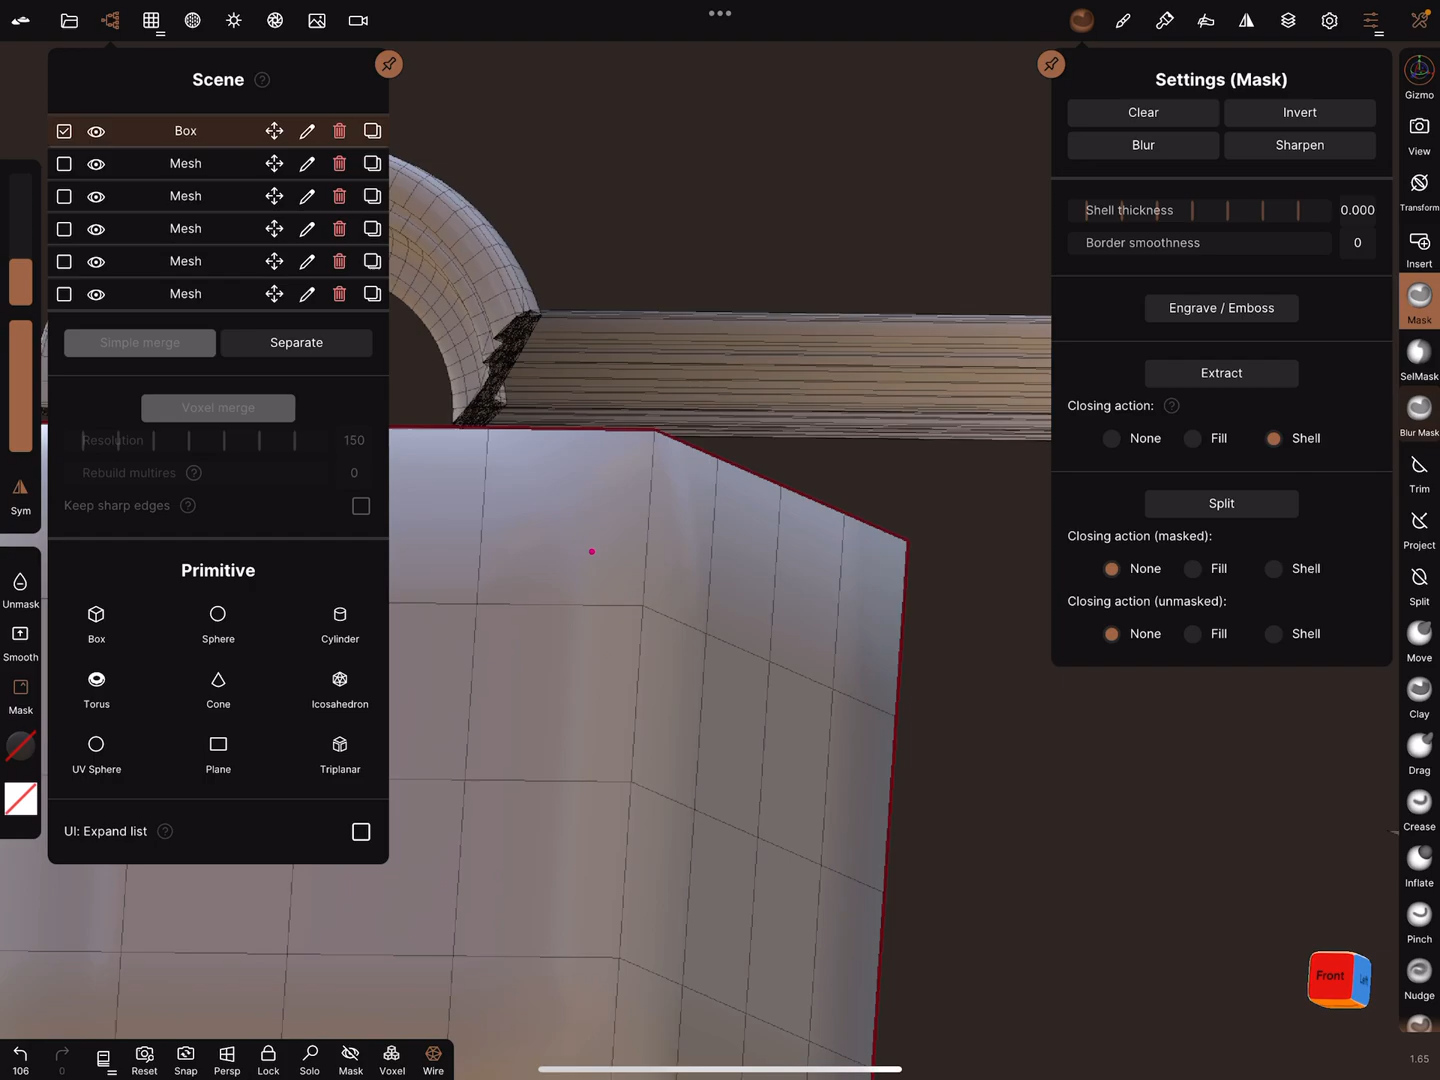 Scene
Box
Mesh
Mesh
Mesh
Mesh
Mesh
Simple merge
Separate
Voxel merge
Resolution
150
Rebuild multires
0
Keep sharp edges
Primitive
Box
Sphere
Cylinder
Torus
Cone
Icosahedron
UV Sphere
Plane
Triplanar
UI: Expand list
Sym
Unmask
Smooth
Mask
106
0
Reset
Snap
Persp
Lock
Solo
Mask
Voxel
Wire
Settings (Mask)
Clear
Invert
Blur
Sharpen
Shell thickness
0.000
Border smoothness
0
Engrave / Emboss
Extract
Closing action:
None
Fill
Shell
Split
Closing action (masked):
None
Fill
Shell
Closing action (unmasked):
None
Fill
Shell
Gizmo
View
Transform
Insert
Mask
SelMask
Blur Mask
Trim
Project
Split
Move
Clay
Drag
Crease
Inflate
Pinch
Nudge
Front
1.65